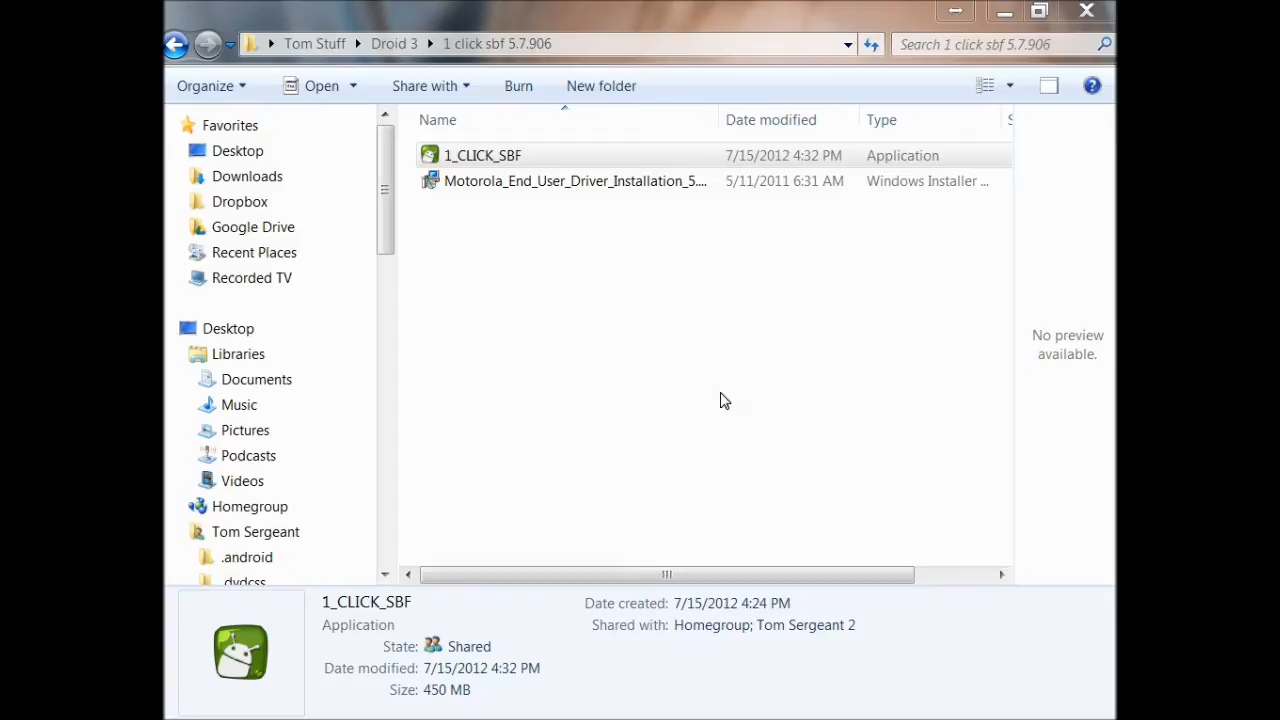 Tom Stuff Droid 3 1 click sbf 5.7.906 Search 1 click sbf 5.7.906
Organize Open Share with Burn New folder
Name Date modified Type S
1_CLICK_SBF 7/15/2012 4:32 PM Application
Motorola_End_User_Driver_Installation_5.... 5/11/2011 6:31 AM Windows Installer ...
Favorites
Desktop
Downloads
Dropbox
Google Drive
Recent Places
Recorded TV
Desktop
Libraries
Documents
Music
Pictures
Podcasts
Videos
Homegroup
Tom Sergeant
.android
.dvdcss
No preview
available.
1_CLICK_SBF
Application
State: Shared
Date modified: 7/15/2012 4:32 PM
Size: 450 MB
Date created: 7/15/2012 4:24 PM
Shared with: Homegroup; Tom Sergeant 2